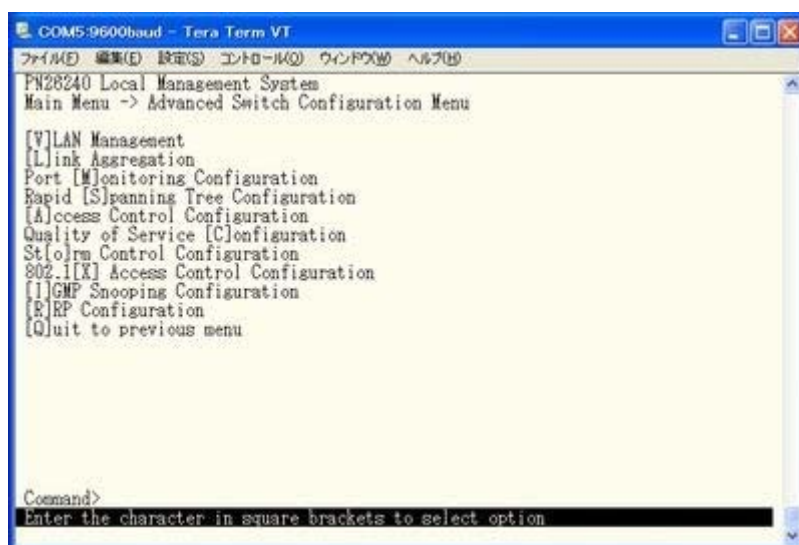 COM5:9600baud - Tera Term VT
ファイル(F) 編集(E) 設定(S) コントロール(O) ウィンドウ(W) ヘルプ(H)
PN26240 Local Management System
Main Menu -> Advanced Switch Configuration Menu
[V]LAN Management
[L]ink Aggregation
Port [M]onitoring Configuration
Rapid [S]panning Tree Configuration
[A]ccess Control Configuration
Quality of Service [C]onfiguration
St[o]rm Control Configuration
802.1[X] Access Control Configuration
[I]GMP Snooping Configuration
[R]RP Configuration
[Q]uit to previous menu
Command>
Enter the character in square brackets to select option